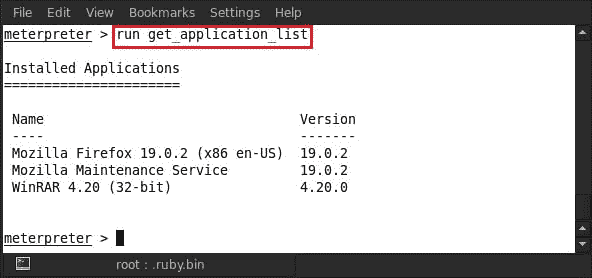 File Edit View Bookmarks Settings Help
meterpreter > run get_application_list
Installed Applications
======================
Name Version
---- -------
Mozilla Firefox 19.0.2 (x86 en-US) 19.0.2
Mozilla Maintenance Service 19.0.2
WinRAR 4.20 (32-bit) 4.20.0
meterpreter >
root : .ruby.bin